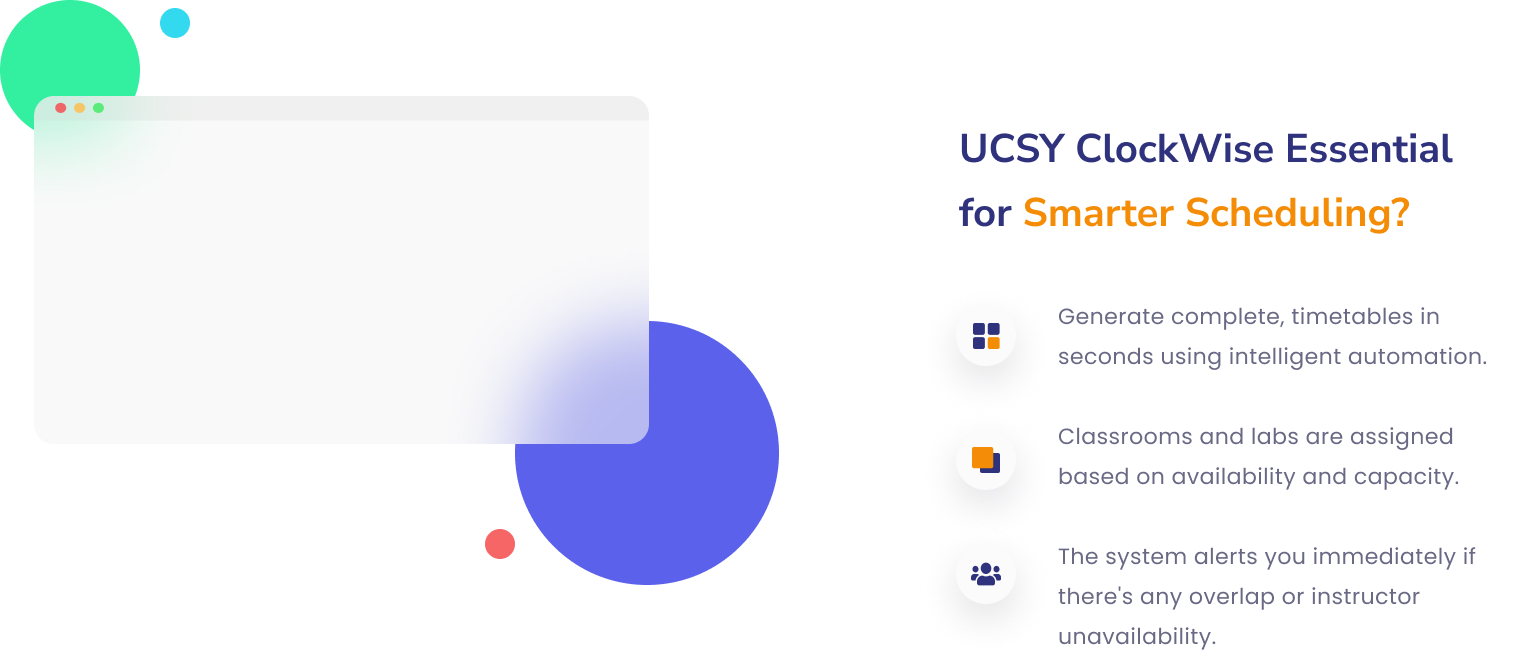 UCSY ClockWise Essential
for Smarter Scheduling?
Generate complete, timetables in
seconds using intelligent automation.
Classrooms and labs are assigned
based on availability and capacity.
The system alerts you immediately if
there's any overlap or instructor
unavailability.